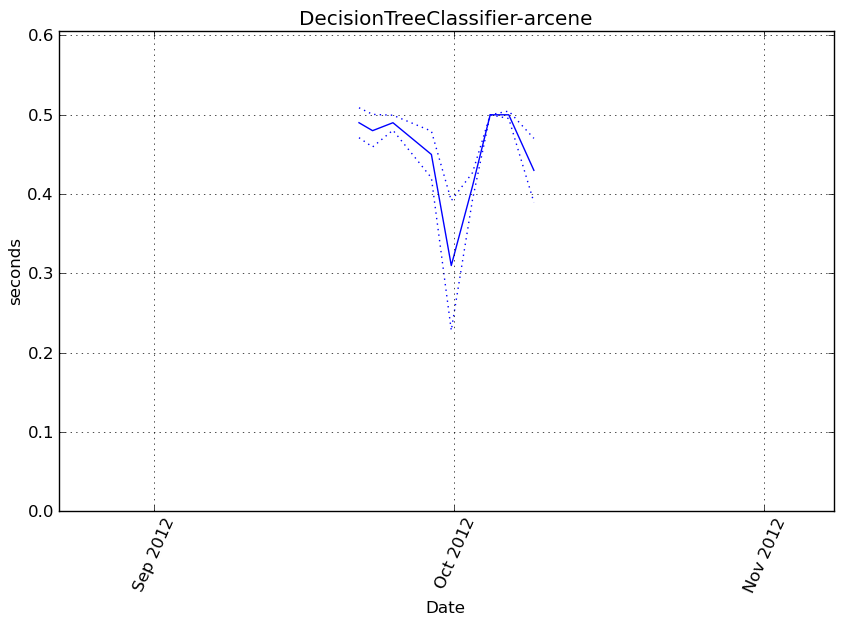 DecisionTreeClassifier-arcene
0.6
0.5
0.4
0.3
0.2
0.1
0.0
seconds
Sep 2012
Oct 2012
Nov 2012
Date